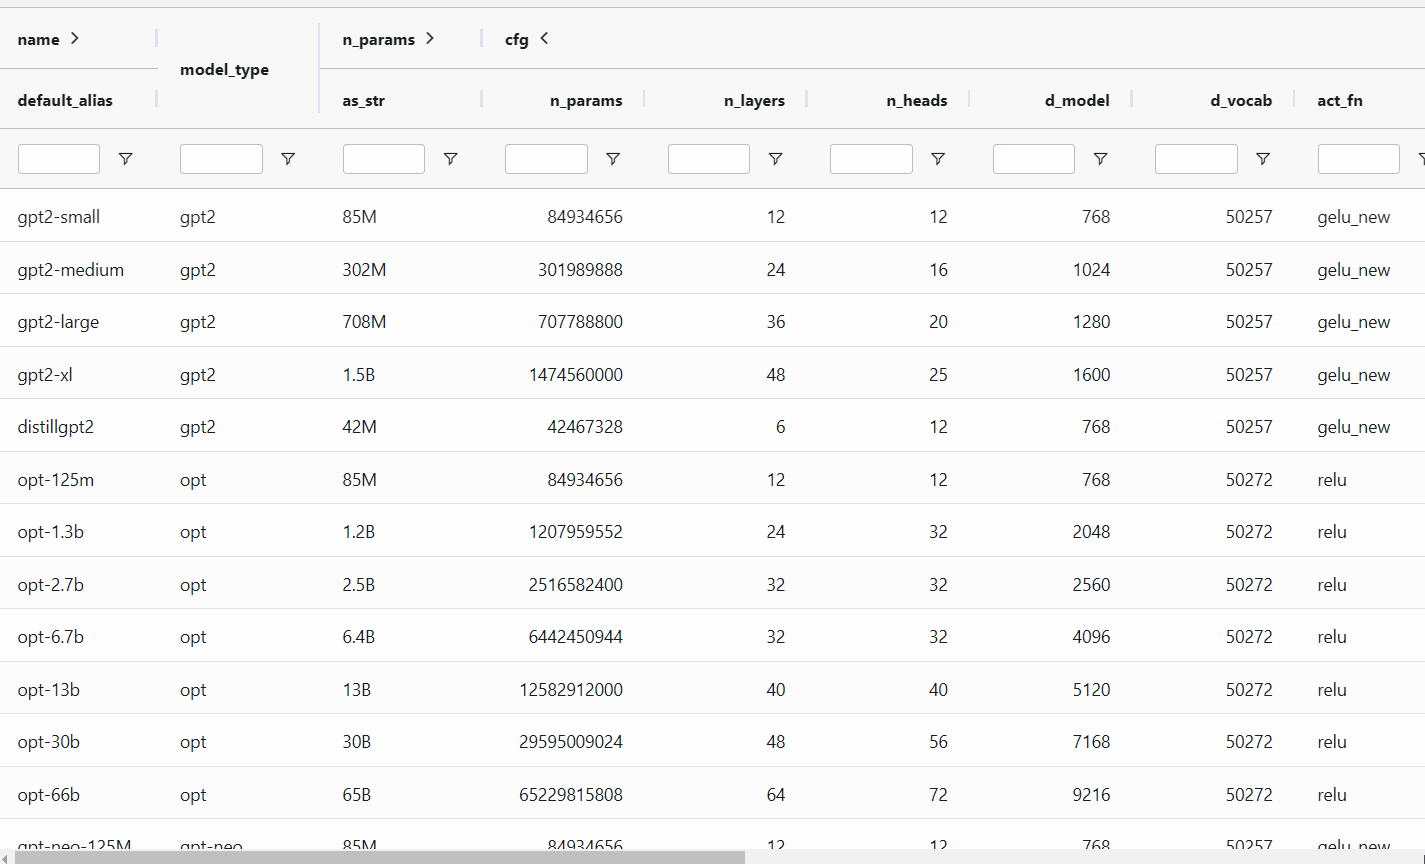 name n_params cfg
model_type
default_alias as_str n_params n_layers n_heads d_model d_vocab act_fn
gpt2-small gpt2 85M 84934656 12 12 768 50257 gelu_new
gpt2-medium gpt2 302M 301989888 24 16 1024 50257 gelu_new
gpt2-large gpt2 708M 707788800 36 20 1280 50257 gelu_new
gpt2-xl gpt2 1.5B 1474560000 48 25 1600 50257 gelu_new
distillgpt2 gpt2 42M 42467328 6 12 768 50257 gelu_new
opt-125m opt 85M 84934656 12 12 768 50272 relu
opt-1.3b opt 1.2B 1207959552 24 32 2048 50272 relu
opt-2.7b opt 2.5B 2516582400 32 32 2560 50272 relu
opt-6.7b opt 6.4B 6442450944 32 32 4096 50272 relu
opt-13b opt 13B 12582912000 40 40 5120 50272 relu
opt-30b opt 30B 29595009024 48 56 7168 50272 relu
opt-66b opt 65B 65229815808 64 72 9216 50272 relu
gpt-neo-125M gpt-neo 85M 84934656 12 12 768 50257 gelu_new